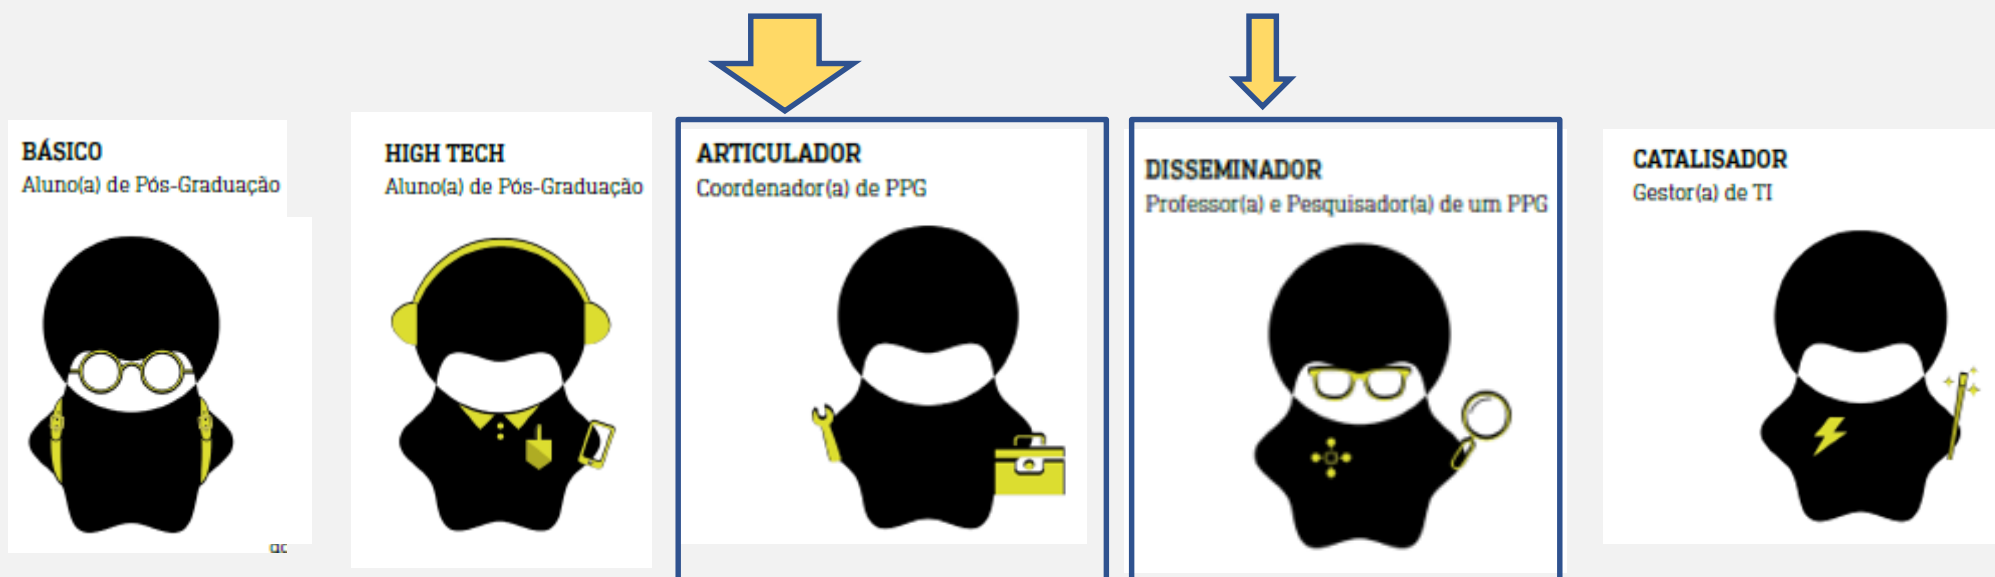 BÁSICO
Aluno(a) de Pós-Graduação
HIGH TECH
Aluno(a) de Pós-Graduação
ARTICULADOR
Coordenador(a) de PPG
DISSEMINADOR
Professor(a) e Pesquisador(a) de um PPG
CATALISADOR
Gestor(a) de TI